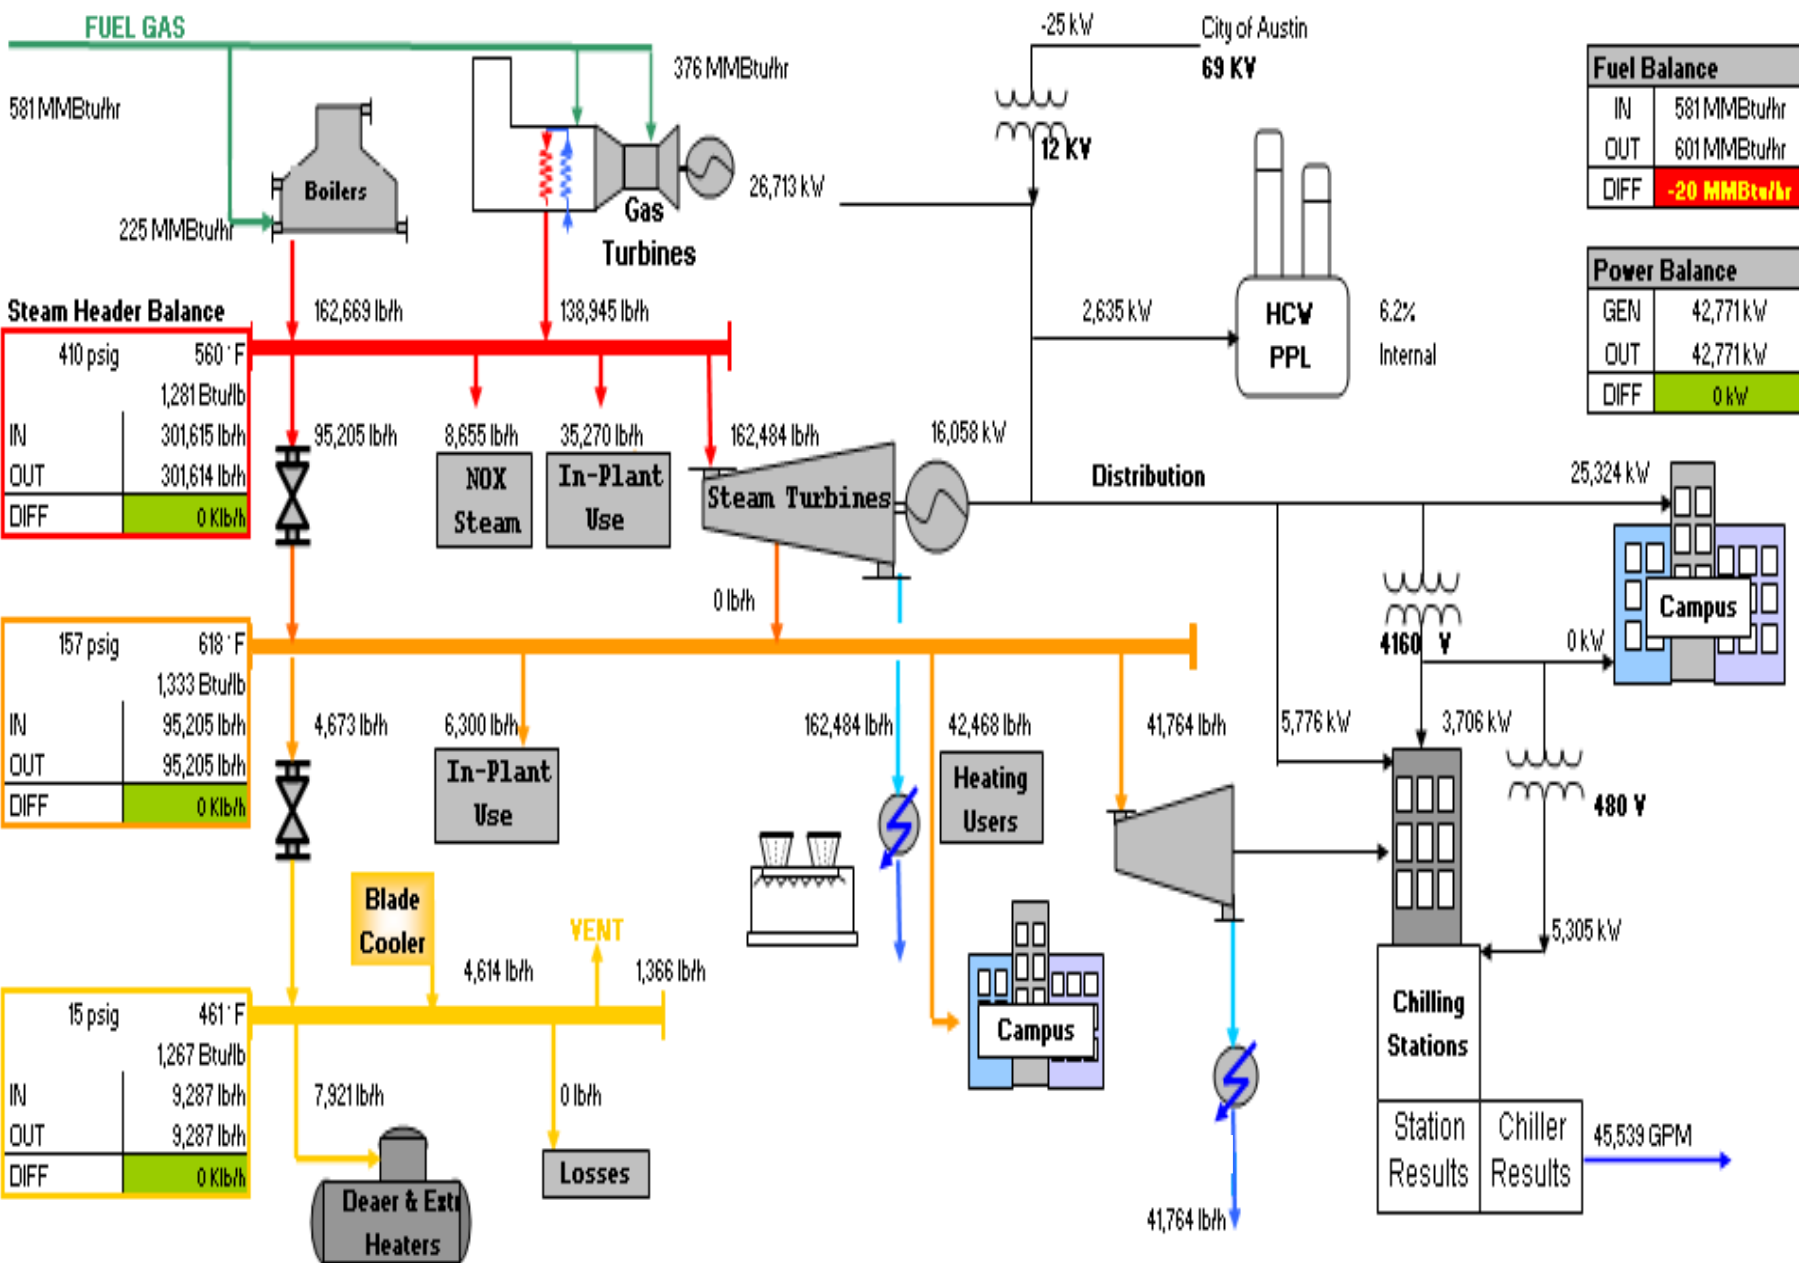 FUEL GAS
-25 kW
City of Austin
69 KV
581 MMBtu/hr
376 MMBtu/hr
12 KV
Boilers
26,713 kW
Gas
Turbines
225 MMBtu/hr
Fuel Balance
IN 581 MMBtu/hr
OUT 601 MMBtu/hr
DIFF -20 MMBtu/hr
Power Balance
GEN 42,771 kW
OUT 42,771 kW
DIFF 0 kW
Steam Header Balance
162,669 lb/h
138,945 lb/h
2,635 kW
HCW
PPL
6.2%
Internal
410 psig 560 °F
1,281 Btu/lb
IN 301,615 lb/h
OUT 301,614 lb/h
DIFF 0 Klb/h
95,205 lb/h
8,655 lb/h
35,270 lb/h
162,484 lb/h
16,058 kW
NOX
Steam
In-Plant
Use
Steam Turbines
Distribution
25,324 kW
Campus
0 lb/h
4160 V
0 kW
157 psig 618 °F
1,333 Btu/lb
IN 95,205 lb/h
OUT 95,205 lb/h
DIFF 0 Klb/h
4,673 lb/h
6,300 lb/h
162,484 lb/h
42,468 lb/h
41,764 lb/h
5,776 kW
3,706 kW
In-Plant
Use
Heating
Users
480 V
Blade
Cooler
VENT
4,614 lb/h
1,366 lb/h
5,305 kW
15 psig 461 °F
1,267 Btu/lb
IN 9,287 lb/h
OUT 9,287 lb/h
DIFF 0 Klb/h
7,921 lb/h
0 lb/h
Campus
Chilling
Stations
Losses
Deaer & Extr
Heaters
Station
Results
Chiller
Results
45,539 GPM
41,764 lb/h